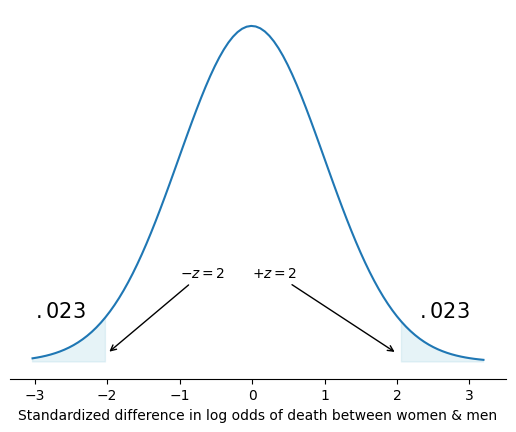 −z = 2
+z = 2
.023
.023
−3 −2 −1 0 1 2 3
Standardized difference in log odds of death between women & men